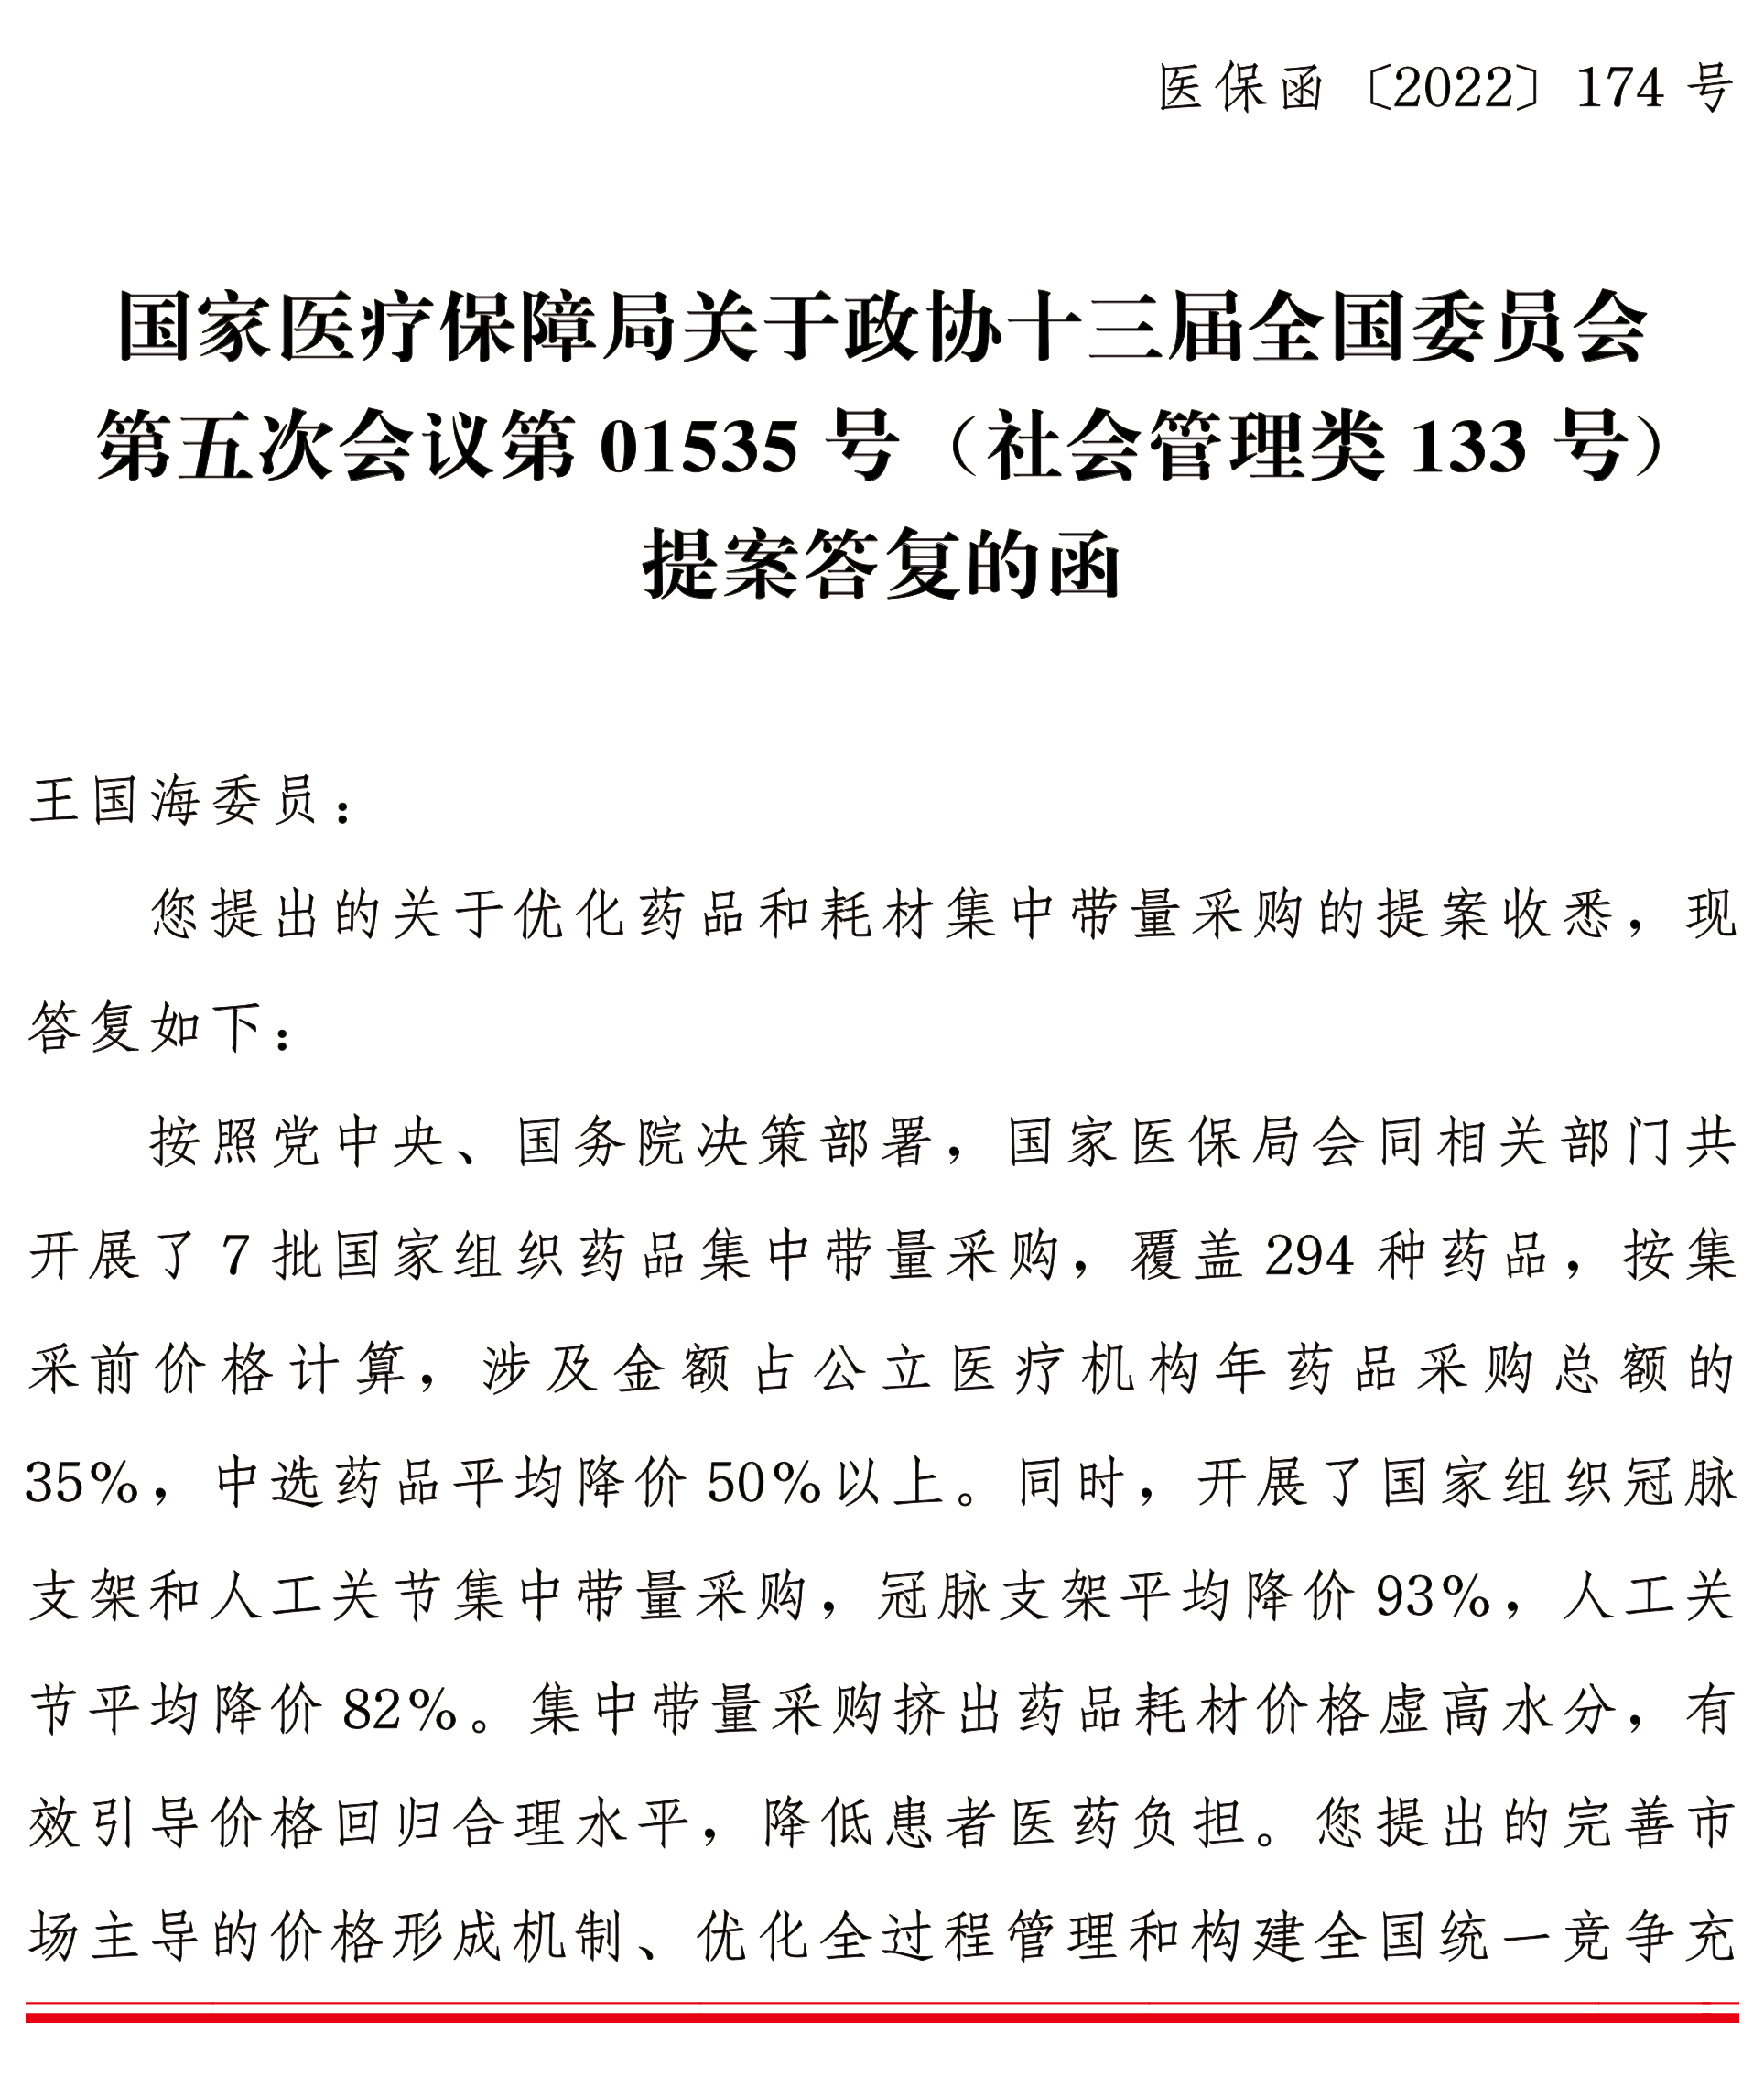 医保函〔2022〕174 号
国家医疗保障局关于政协十三届全国委员会
第五次会议第 01535 号（社会管理类 133 号）
提案答复的函
王国海委员：
您提出的关于优化药品和耗材集中带量采购的提案收悉，现
答复如下：
按照党中央、国务院决策部署，国家医保局会同相关部门共
开展了 7 批国家组织药品集中带量采购，覆盖 294 种药品，按集
采前价格计算，涉及金额占公立医疗机构年药品采购总额的
35%，中选药品平均降价 50%以上。同时，开展了国家组织冠脉
支架和人工关节集中带量采购，冠脉支架平均降价 93%，人工关
节平均降价 82%。集中带量采购挤出药品耗材价格虚高水分，有
效引导价格回归合理水平，降低患者医药负担。您提出的完善市
场主导的价格形成机制、优化全过程管理和构建全国统一竞争充